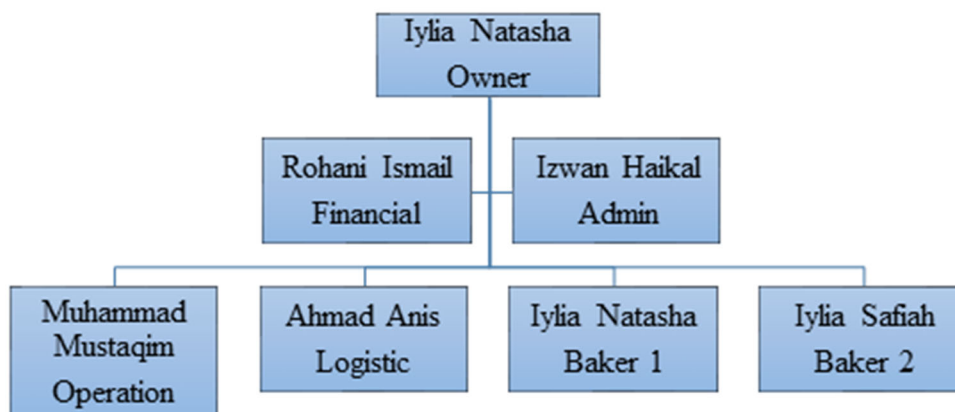 Iylia Natasha
Owner
Rohani Ismail
Financial
Izwan Haikal
Admin
Muhammad
Mustaqim
Operation
Ahmad Anis
Logistic
Iylia Natasha
Baker 1
Iylia Safiah
Baker 2